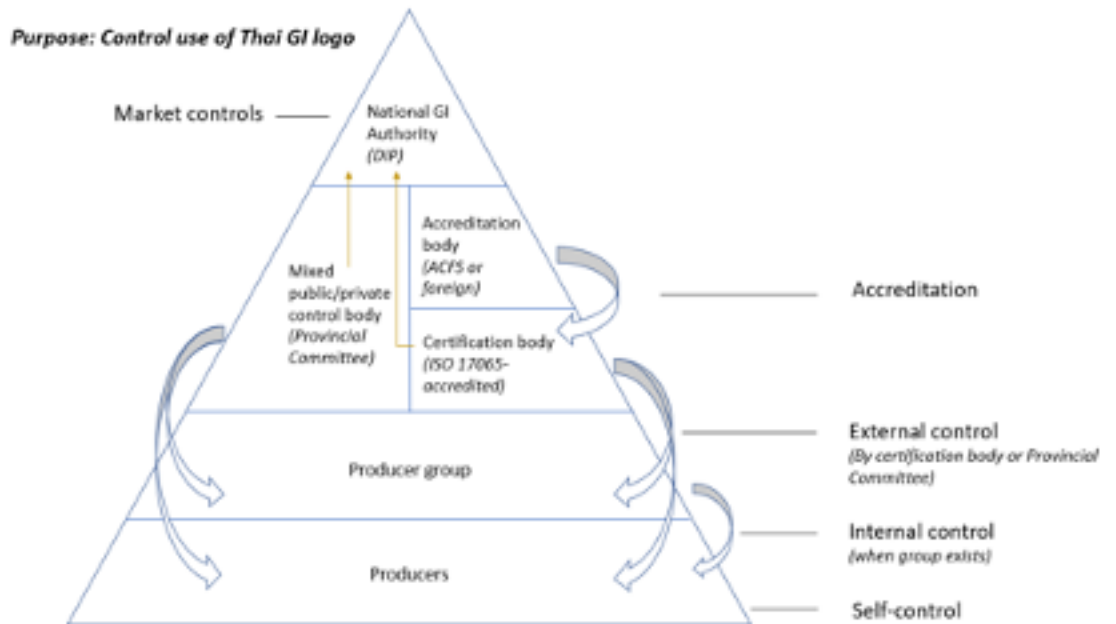 Purpose: Control use of Thai GI logo
Market controls
National GI
Authority
(DIP)
Accreditation
body
(ACFS or
foreign)
Mixed
public/private
control body
(Provincial
Committee)
Certification body
(ISO 17065-
accredited)
Accreditation
Producer group
External control
(By certification body or Provincial
Committee)
Internal control
(when group exists)
Producers
Self-control